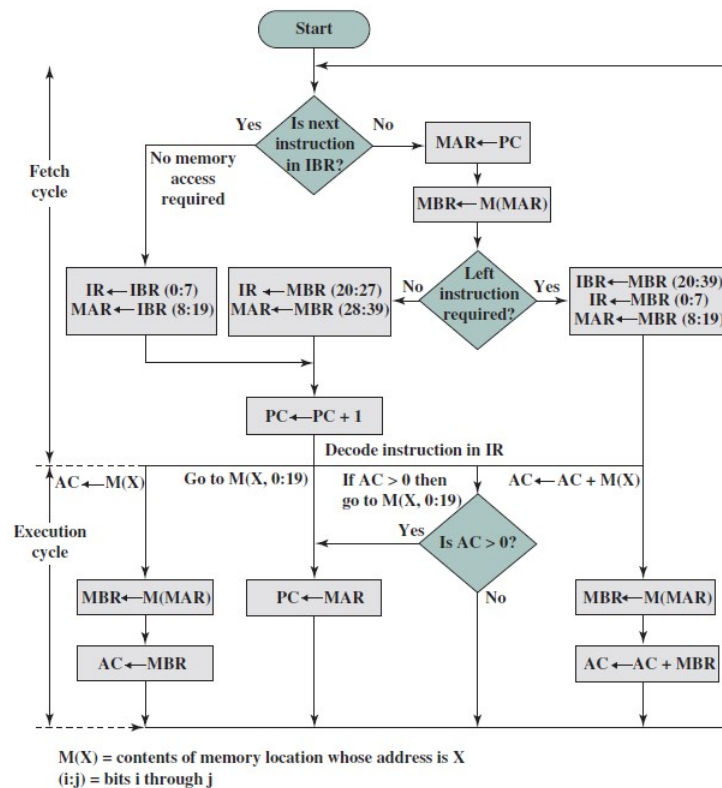 Start
Yes
Is next
instruction
in IBR?
No
MAR←PC
No memory
access
required
Fetch
cycle
MBR←M(MAR)
IR←IBR (0:7)
MAR←IBR (8:19)
IR←MBR (20:27)
MAR←MBR (28:39)
No
Left
instruction
required?
Yes
IBR←MBR (20:39)
IR←MBR (0:7)
MAR←MBR (8:19)
PC←PC + 1
Decode instruction in IR
AC←M(X)
Go to M(X, 0:19)
If AC > 0 then
go to M(X, 0:19)
AC←AC + M(X)
Execution
cycle
Yes
Is AC > 0?
MBR←M(MAR)
PC←MAR
No
MBR←M(MAR)
AC←MBR
AC←AC + MBR
M(X) = contents of memory location whose address is X
(i:j) = bits i through j